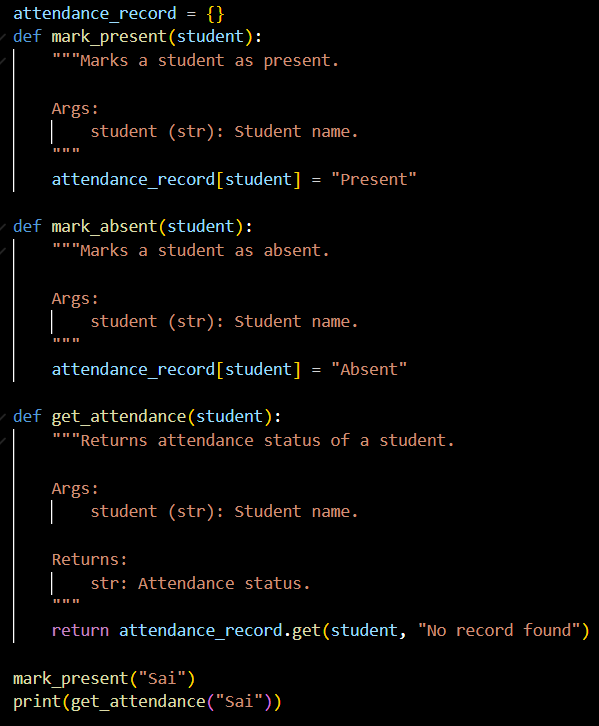 attendance_record = {}
def mark_present(student):
    """Marks a student as present.

    Args:
        student (str): Student name.
    """
    attendance_record[student] = "Present"

def mark_absent(student):
    """Marks a student as absent.

    Args:
        student (str): Student name.
    """
    attendance_record[student] = "Absent"

def get_attendance(student):
    """Returns attendance status of a student.

    Args:
        student (str): Student name.

    Returns:
        str: Attendance status.
    """
    return attendance_record.get(student, "No record found")

mark_present("Sai")
print(get_attendance("Sai"))